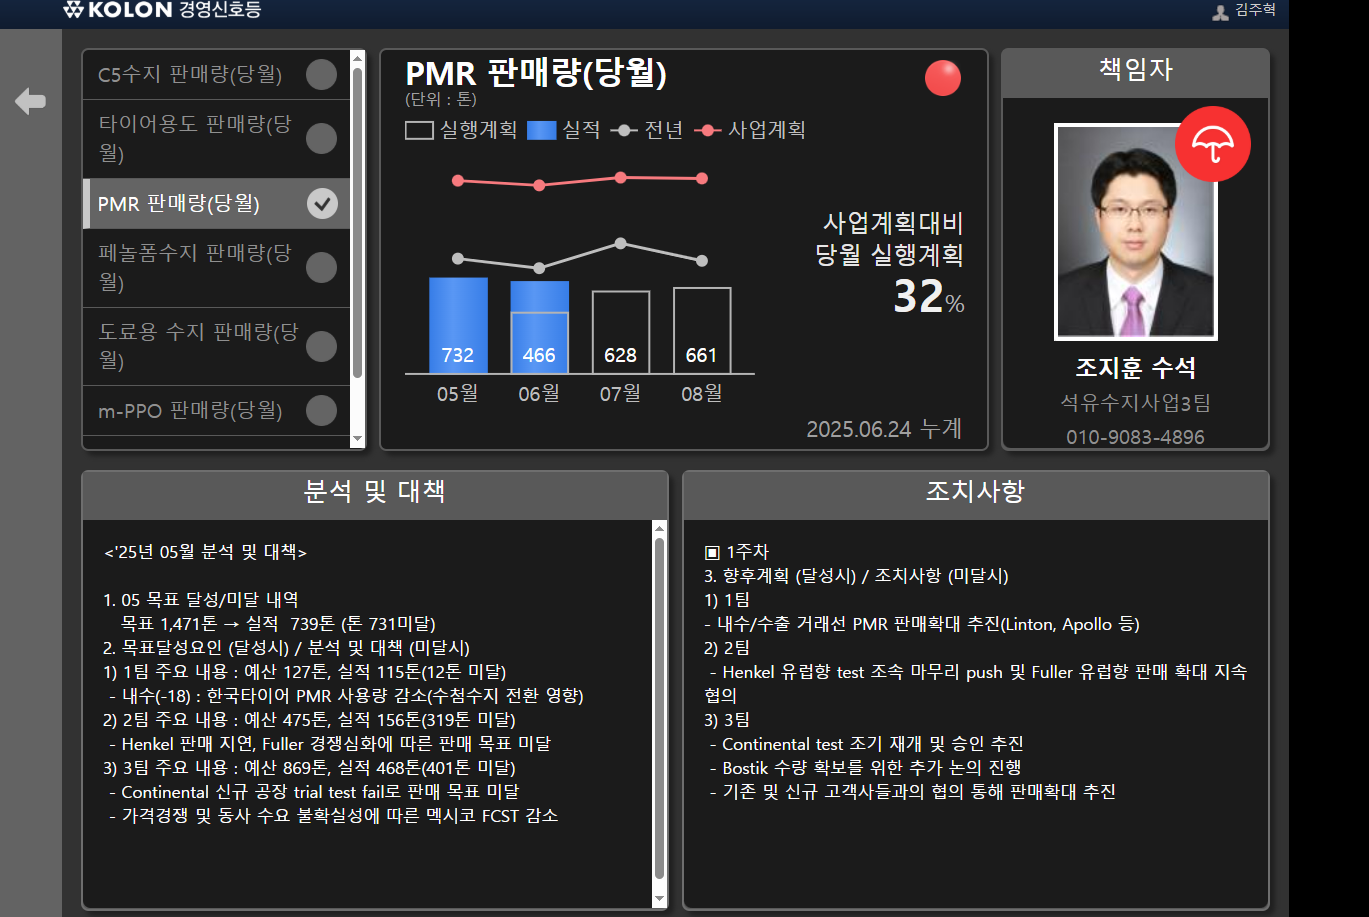 KOLON 경영신호등
김주혁
C5수지 판매량(당월)
타이어용도 판매량(당
월)
PMR 판매량(당월)
페놀폼수지 판매량(당
월)
도료용 수지 판매량(당
월)
m-PPO 판매량(당월)
PMR 판매량(당월)
(단위 : 톤)
실행계획 실적 전년 사업계획
사업계획대비
당월 실행계획
32%
732 466 628 661
05월 06월 07월 08월
2025.06.24 누계
책임자
조지훈 수석
석유수지사업3팀
010-9083-4896
분석 및 대책
<'25년 05월 분석 및 대책>
1. 05 목표 달성/미달 내역
목표 1,471톤 → 실적 739톤 (톤 731미달)
2. 목표달성요인 (달성시) / 분석 및 대책 (미달시)
1) 1팀 주요 내용 : 예산 127톤, 실적 115톤(12톤 미달)
- 내수(-18) : 한국타이어 PMR 사용량 감소(수첨수지 전환 영향)
2) 2팀 주요 내용 : 예산 475톤, 실적 156톤(319톤 미달)
- Henkel 판매 지연, Fuller 경쟁심화에 따른 판매 목표 미달
3) 3팀 주요 내용 : 예산 869톤, 실적 468톤(401톤 미달)
- Continental 신규 공장 trial test fail로 판매 목표 미달
- 가격경쟁 및 동사 수요 불확실성에 따른 멕시코 FCST 감소
조치사항
▣ 1주차
3. 향후계획 (달성시) / 조치사항 (미달시)
1) 1팀
- 내수/수출 거래선 PMR 판매확대 추진(Linton, Apollo 등)
2) 2팀
- Henkel 유럽향 test 조속 마무리 push 및 Fuller 유럽향 판매 확대 지속
협의
3) 3팀
- Continental test 조기 재개 및 승인 추진
- Bostik 수량 확보를 위한 추가 논의 진행
- 기존 및 신규 고객사들과의 협의 통해 판매확대 추진